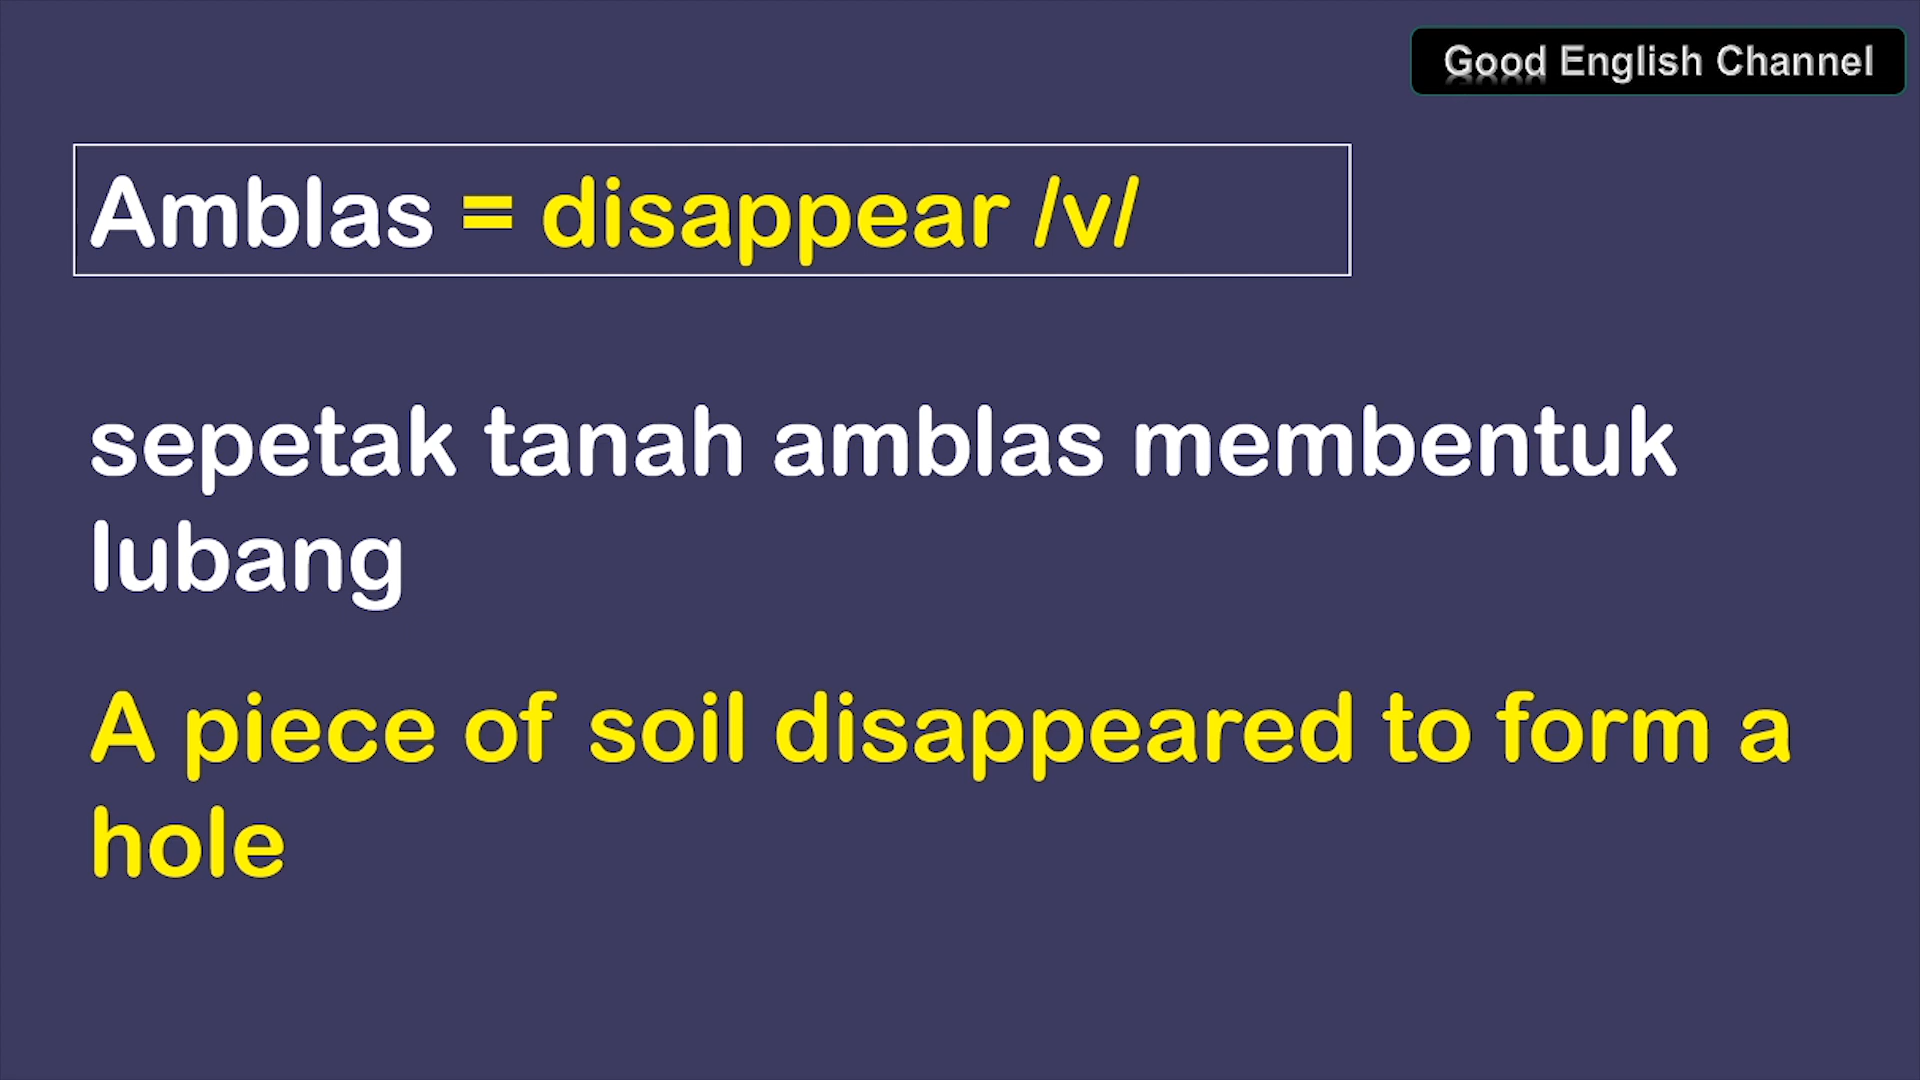 Good English Channel
Amblas = disappear /v/
sepetak tanah amblas membentuk
lubang
A piece of soil disappeared to form a
hole